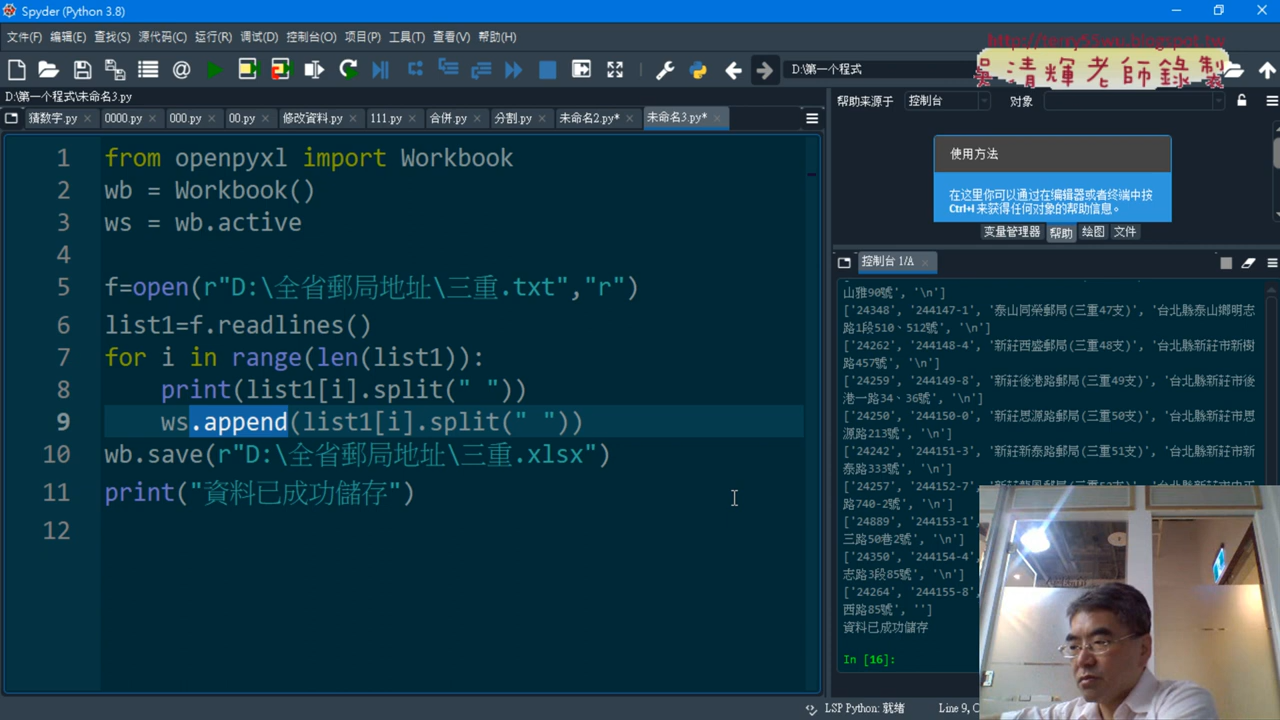 Spyder (Python 3.8)
文件(F) 编辑(E) 查找(S) 源代码(C) 运行(R) 调试(D) 控制台(O) 项目(P) 工具(T) 查看(V) 帮助(H)
http://terry55wu.blogspot.tw
吳清輝老師錄製
D:\第一个程式
D:\第一个程式\未命名3.py
猜数字.py 0000.py 000.py 00.py 修改資料.py 111.py 合併.py 分割.py 未命名2.py* 未命名3.py*
1 from openpyxl import Workbook
2 wb = Workbook()
3 ws = wb.active
4
5 f=open(r"D:\全省郵局地址\三重.txt","r")
6 list1=f.readlines()
7 for i in range(len(list1)):
8     print(list1[i].split(" "))
9     ws.append(list1[i].split(" "))
10 wb.save(r"D:\全省郵局地址\三重.xlsx")
11 print("資料已成功儲存")
12
帮助来源于 控制台 对象
使用方法
在这里你可以通过在编辑器或者终端中按
Ctrl+I 来获得任何对象的帮助信息。
变量管理器 帮助 绘图 文件
控制台 1/A
山雅90號', '\n']
['24348', '244147-1', '泰山同榮郵局(三重47支)', '台北縣泰山鄉明志
路1段510、512號', '\n']
['24262', '244148-4', '新莊西盛郵局(三重48支)', '台北縣新莊市新樹
路457號', '\n']
['24259', '244149-8', '新莊後港路郵局(三重49支)', '台北縣新莊市後
港一路34、36號', '\n']
['24250', '244150-0', '新莊思源路郵局(三重50支)', '台北縣新莊市思
源路213號', '\n']
['24242', '244151-3', '新莊新泰路郵局(三重51支)', '台北縣新莊市新
泰路333號', '\n']
['24257', '244152-7',
路740-2號', '\n']
['24889', '244153-1',
三路50巷2號', '\n']
['24350', '244154-4',
志路3段85號', '\n']
['24264', '244155-8',
西路85號', '']
資料已成功儲存
In [16]:
LSP Python: 就绪 Line 9, C